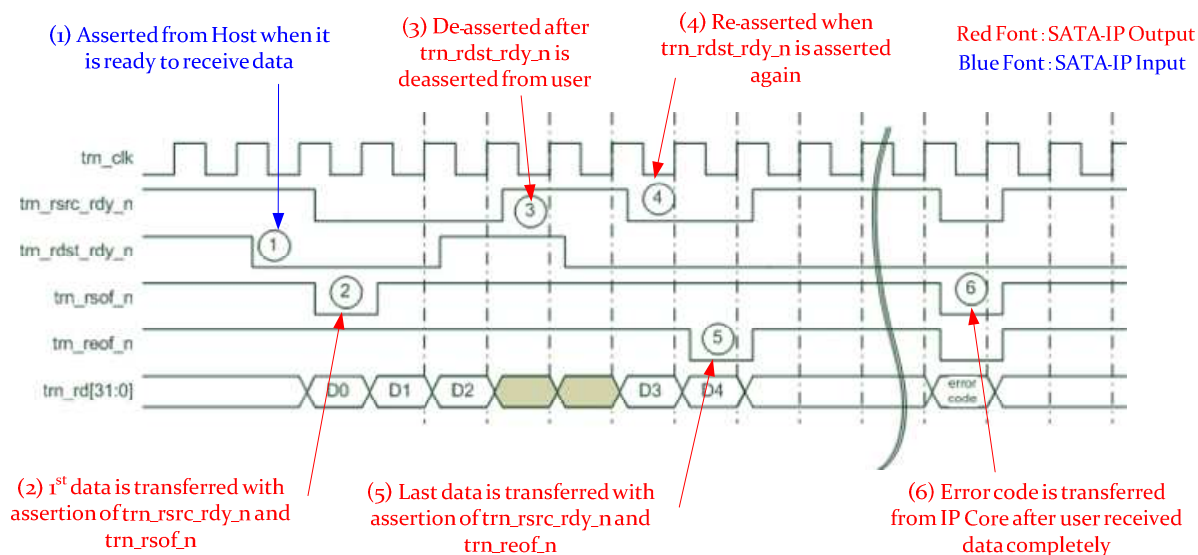 (1) Asserted from Host when it
is ready to receive data
(3) De-asserted after
trn_rdst_rdy_n is
deasserted from user
(4) Re-asserted when
trn_rdst_rdy_n is asserted
again
Red Font : SATA-IP Output
Blue Font : SATA-IP Input
trn_clk
trn_rsrc_rdy_n
3
4
trn_rdst_rdy_n
1
trn_rsof_n
2
6
trn_reof_n
5
trn_rd[31:0]
D0
D1
D2
D3
D4
error
code
(2) 1st data is transferred with
assertion of trn_rsrc_rdy_n and
trn_rsof_n
(5) Last data is transferred with
assertion of trn_rsrc_rdy_n and
trn_reof_n
(6) Error code is transferred
from IP Core after user received
data completely